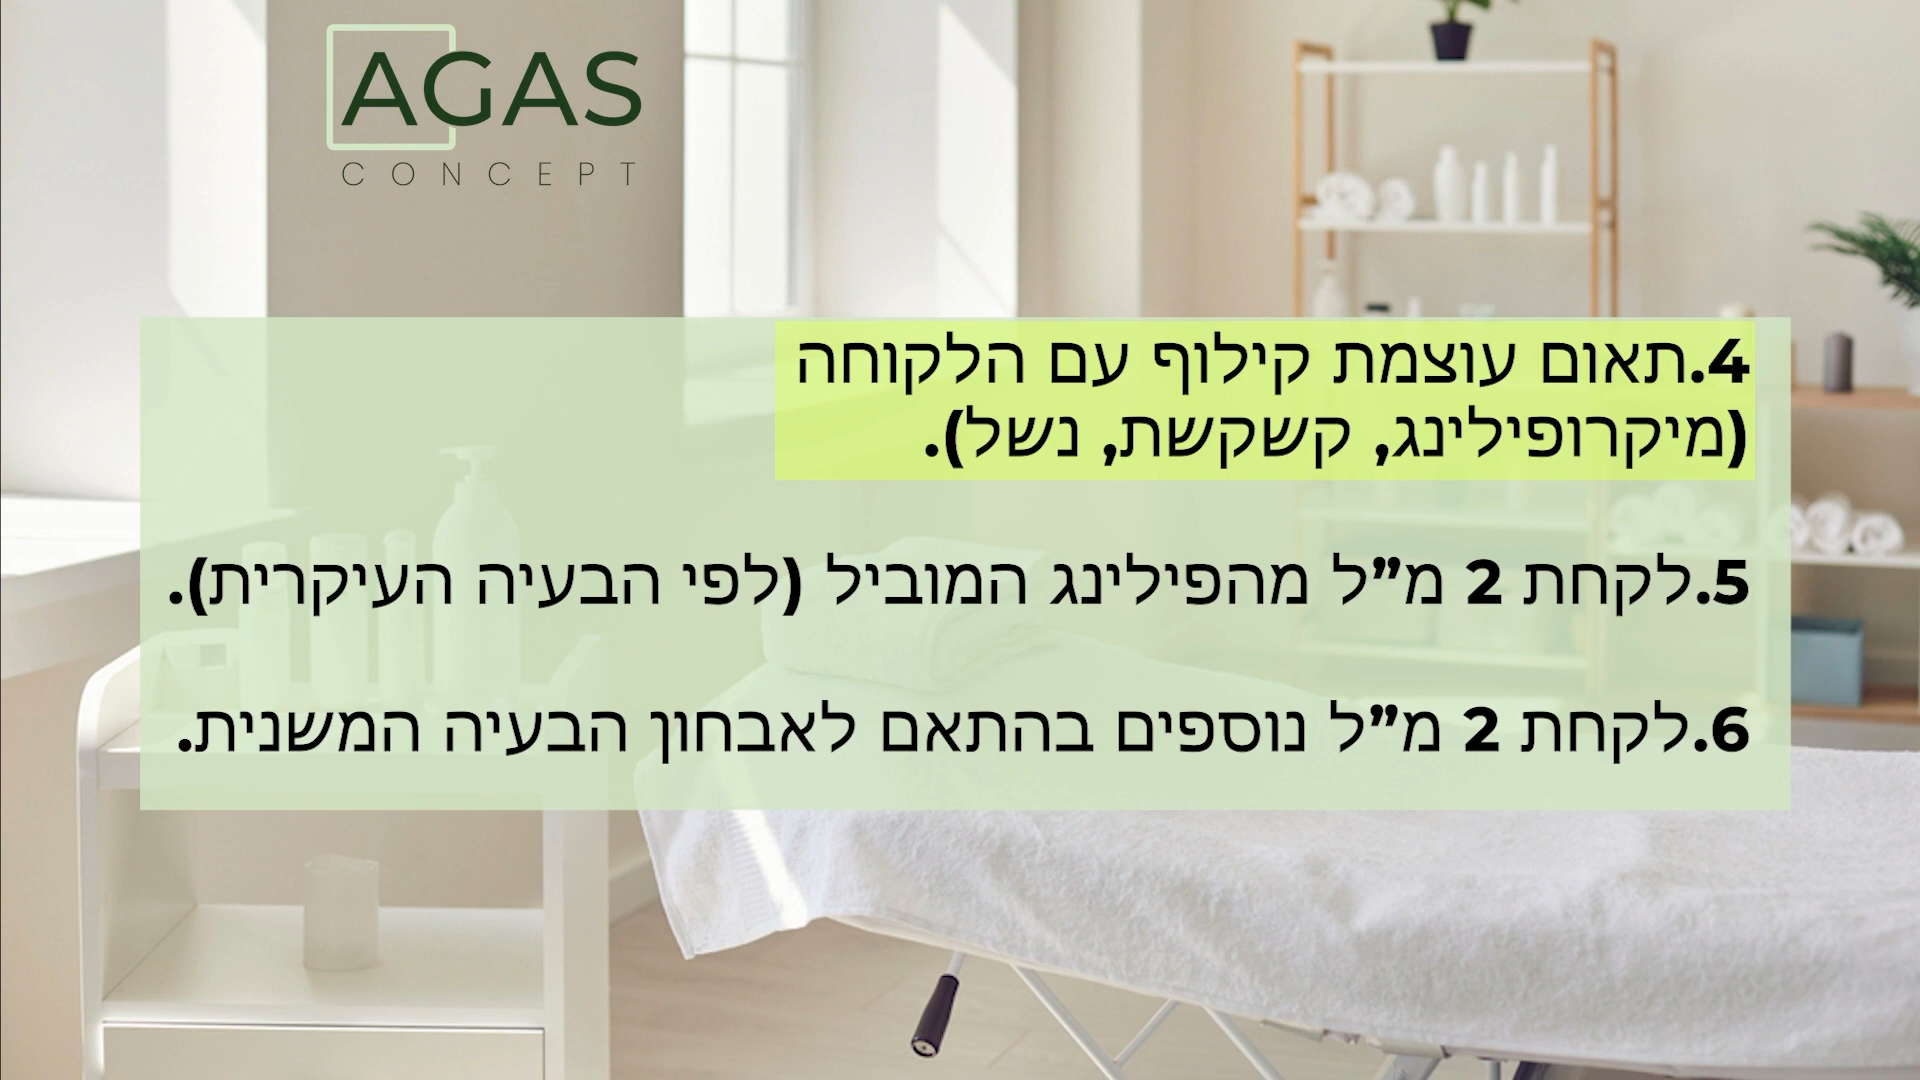 AGAS
CONCEPT
4.תאום עוצמת קילוף עם הלקוחה
(מיקרופילינג, קשקשת, נשל).
5.לקחת 2 מ”ל מהפילינג המוביל (לפי הבעיה העיקרית).
6.לקחת 2 מ”ל נוספים בהתאם לאבחון הבעיה המשנית.